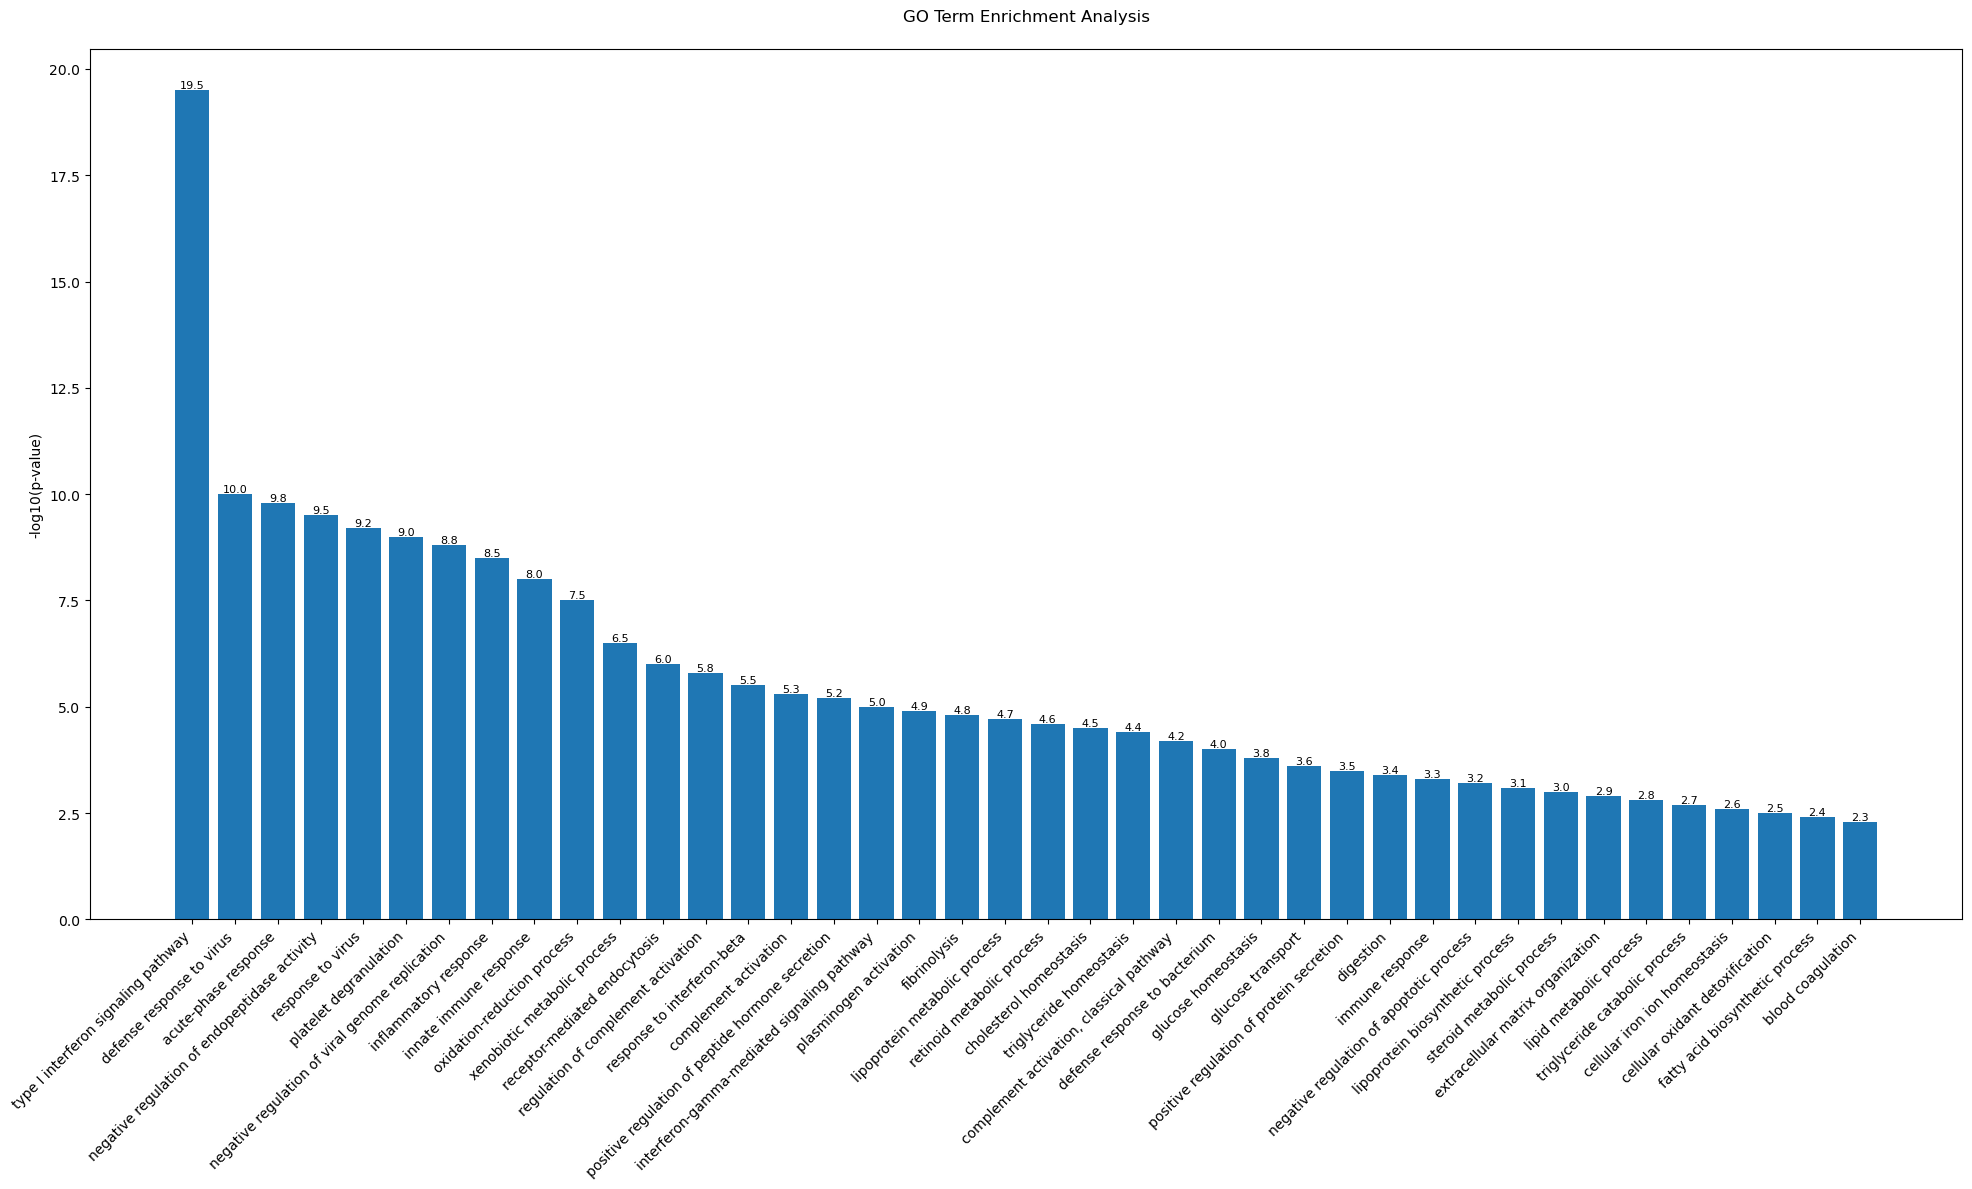 GO Term Enrichment Analysis
-log10(p-value)
20.0
17.5
15.0
12.5
10.0
7.5
5.0
2.5
0.0
19.5
10.0
9.8
9.5
9.2
9.0
8.8
8.5
8.0
7.5
6.5
6.0
5.8
5.5
5.3
5.2
5.0
4.9
4.8
4.7
4.6
4.5
4.4
4.2
4.0
3.8
3.6
3.5
3.4
3.3
3.2
3.1
3.0
2.9
2.8
2.7
2.6
2.5
2.4
2.3
type I interferon signaling pathway
defense response to virus
acute-phase response
negative regulation of endopeptidase activity
response to virus
platelet degranulation
negative regulation of viral genome replication
inflammatory response
innate immune response
oxidation-reduction process
xenobiotic metabolic process
receptor-mediated endocytosis
regulation of complement activation
response to interferon-beta
complement activation
positive regulation of peptide hormone secretion
interferon-gamma-mediated signaling pathway
plasminogen activation
fibrinolysis
lipoprotein metabolic process
retinoid metabolic process
cholesterol homeostasis
triglyceride homeostasis
complement activation, classical pathway
defense response to bacterium
glucose homeostasis
glucose transport
positive regulation of protein secretion
digestion
immune response
negative regulation of apoptotic process
lipoprotein biosynthetic process
steroid metabolic process
extracellular matrix organization
lipid metabolic process
triglyceride catabolic process
cellular iron ion homeostasis
cellular oxidant detoxification
fatty acid biosynthetic process
blood coagulation